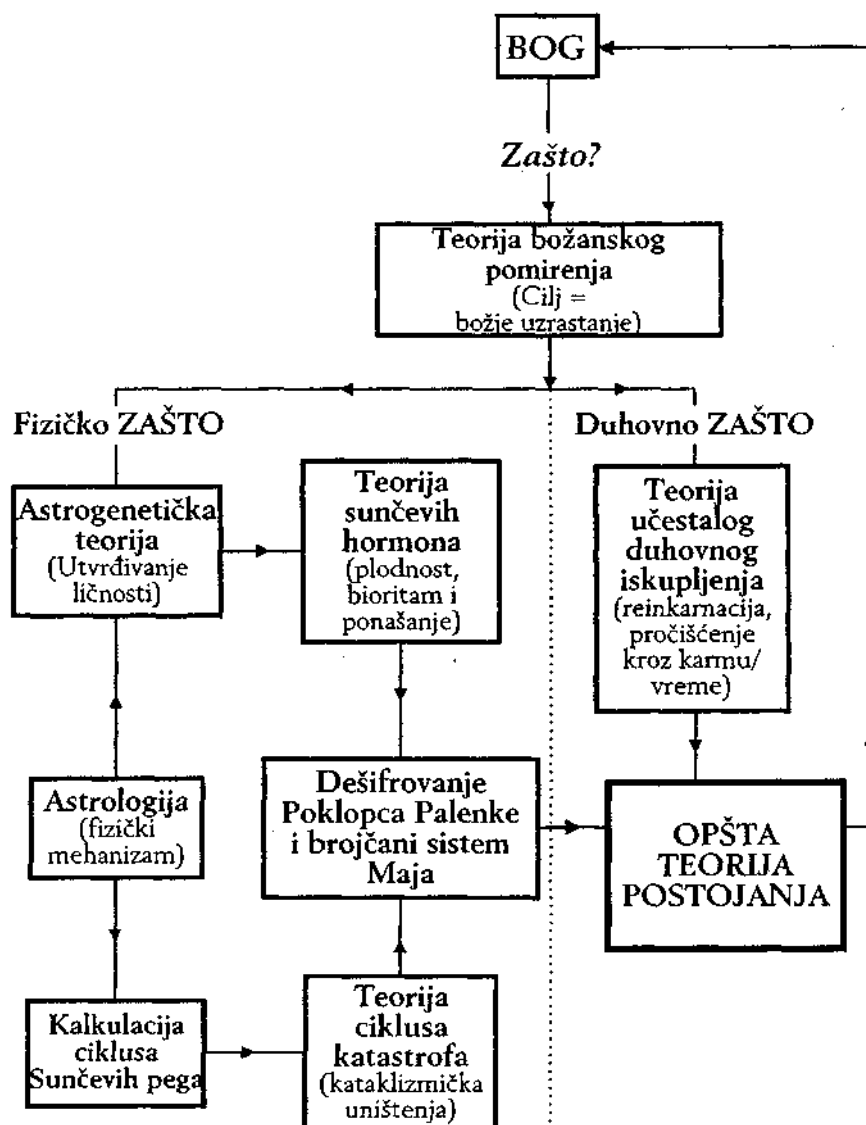 BOG
Zašto?
Teorija božanskog
pomirenja
(Cilj =
božje uzrastanje)
Fizičko ZAŠTO
Duhovno ZAŠTO
Astrogenetička
teorija
(Utvrđivanje
ličnosti)
Teorija
sunčevih
hormona
(plodnost,
bioritam i
ponašanje)
Teorija
učestalog
duhovnog
iskupljenja
(reinkarnacija,
pročišćenje
kroz karmu/
vreme)
Astrologija
(fizički
mehanizam)
Dešifrovanje
Poklopca Palenke
i brojčani sistem
Maja
OPŠTA
TEORIJA
POSTOJANJA
Kalkulacija
ciklusa
Sunčevih pega
Teorija
ciklusa
katastrofa
(kataklizmička
uništenja)